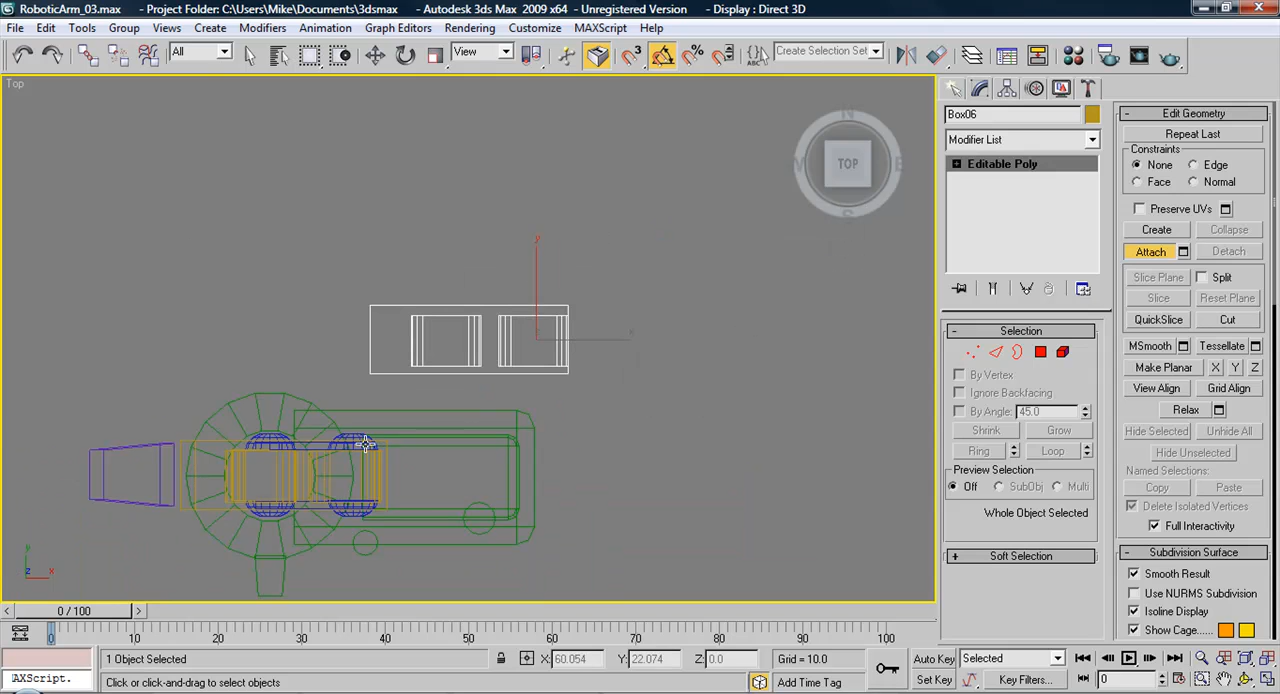 RoboticArm_03.max - Project Folder: C:\Users\Mike\Documents\3dsmax - Autodesk 3ds Max 2009 x64 - Unregistered Version - Display : Direct 3D
File Edit Tools Group Views Create Modifiers Animation Graph Editors Rendering Customize MAXScript Help
All View 3 Create Selection Set
Top
N
TOP
S
y
x
y
z x
Box06
Modifier List
Editable Poly
Selection
By Vertex
Ignore Backfacing
By Angle: 45.0
Shrink Grow
Ring Loop
Preview Selection
Off SubObj Multi
Whole Object Selected
Soft Selection
Edit Geometry
Repeat Last
Constraints
None Edge
Face Normal
Preserve UVs
Create Collapse
Attach Detach
Slice Plane Split
Slice Reset Plane
QuickSlice Cut
MSmooth Tessellate
Make Planar X Y Z
View Align Grid Align
Relax
Hide Selected Unhide All
Hide Unselected
Named Selections:
Copy Paste
Delete Isolated Vertices
Full Interactivity
Subdivision Surface
Smooth Result
Use NURMS Subdivision
Isoline Display
Show Cage......
0 / 100
0 10 20 30 40 50 60 70 80 90 100
1 Object Selected X: 60.054 Y: 22.074 Z: 0.0 Grid = 10.0 Auto Key Selected
AXScript. Click or click-and-drag to select objects Add Time Tag Set Key Key Filters... 0